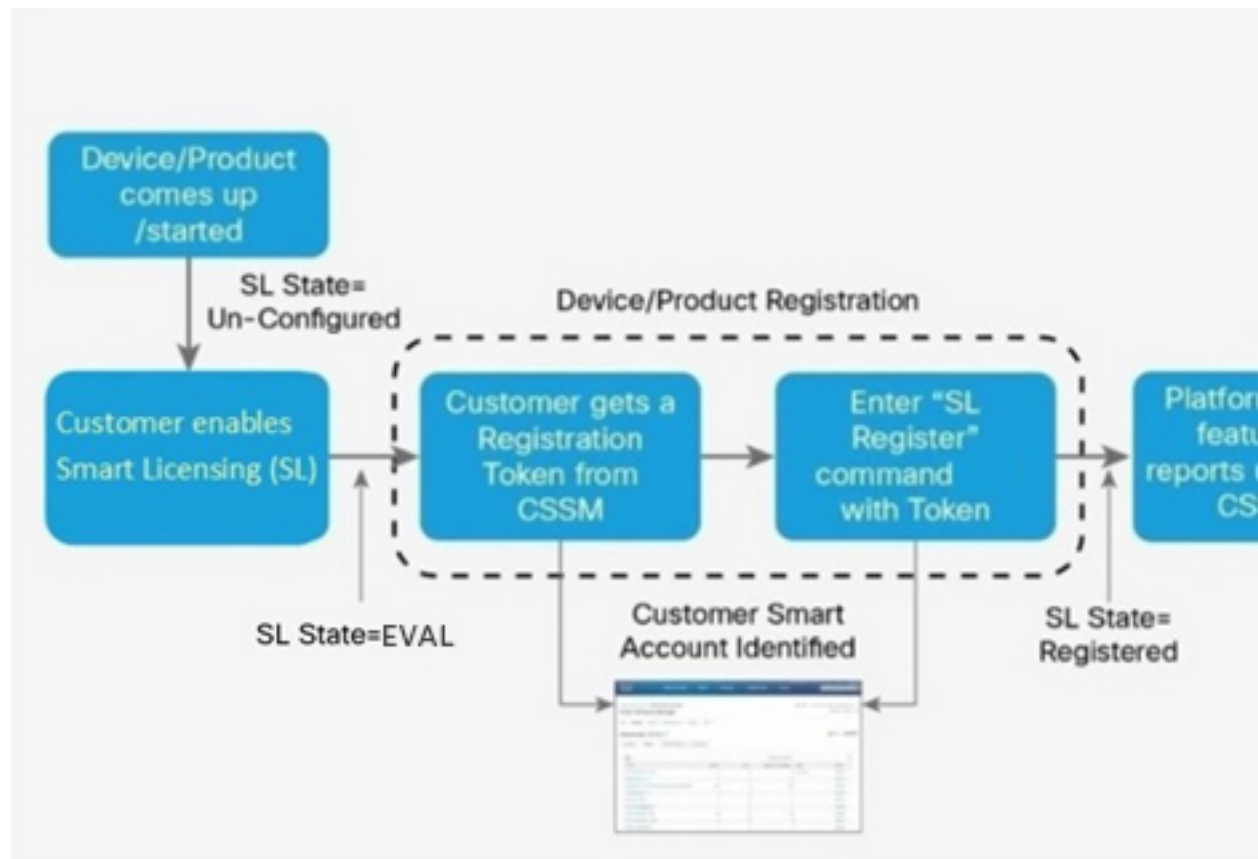 Device/Product
comes up
/started
SL State=
Un-Configured
Device/Product Registration
Customer enables
Smart Licensing (SL)
Customer gets a
Registration
Token from
CSSM
Enter “SL
Register”
command
with Token
reports
SL State=EVAL
Customer Smart
Account Identified
SL State=
Registered